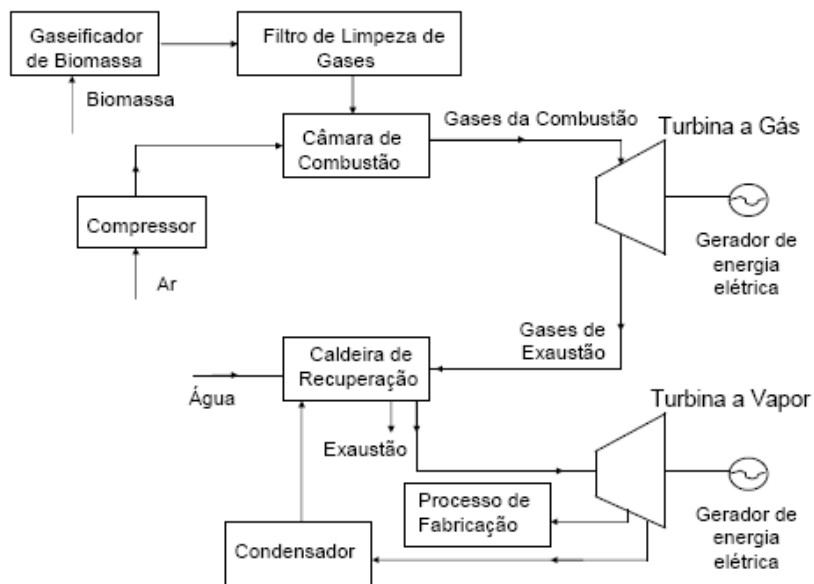 Gaseificador
de Biomassa
Filtro de Limpeza de
Gases
Biomassa
Gases da Combustão
Turbina a Gás
Câmara de
Combustão
Compressor
Ar
Gerador de
energia
elétrica
Gases de
Exaustão
Caldeira de
Recuperação
Água
Exaustão
Turbina a Vapor
Processo de
Fabricação
Gerador de
energia
elétrica
Condensador